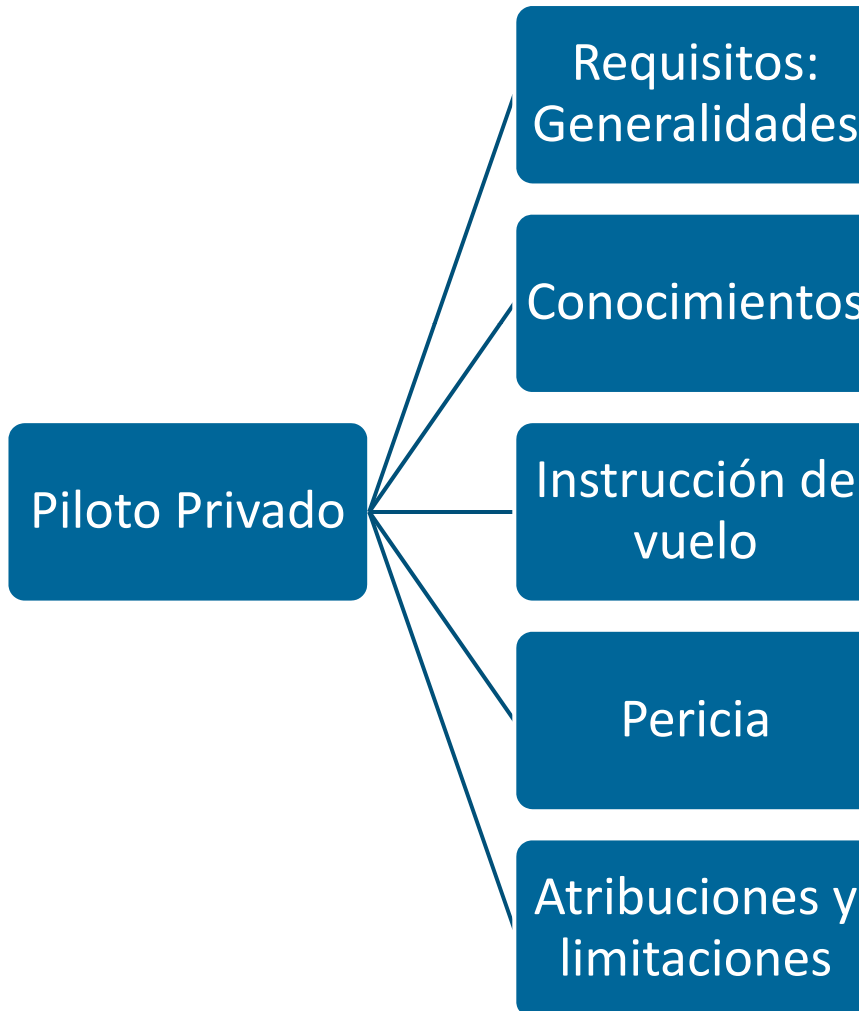 Requisitos:
Generalidades
Conocimientos
Instrucción de
vuelo
Piloto Privado
Pericia
Atribuciones y
limitaciones